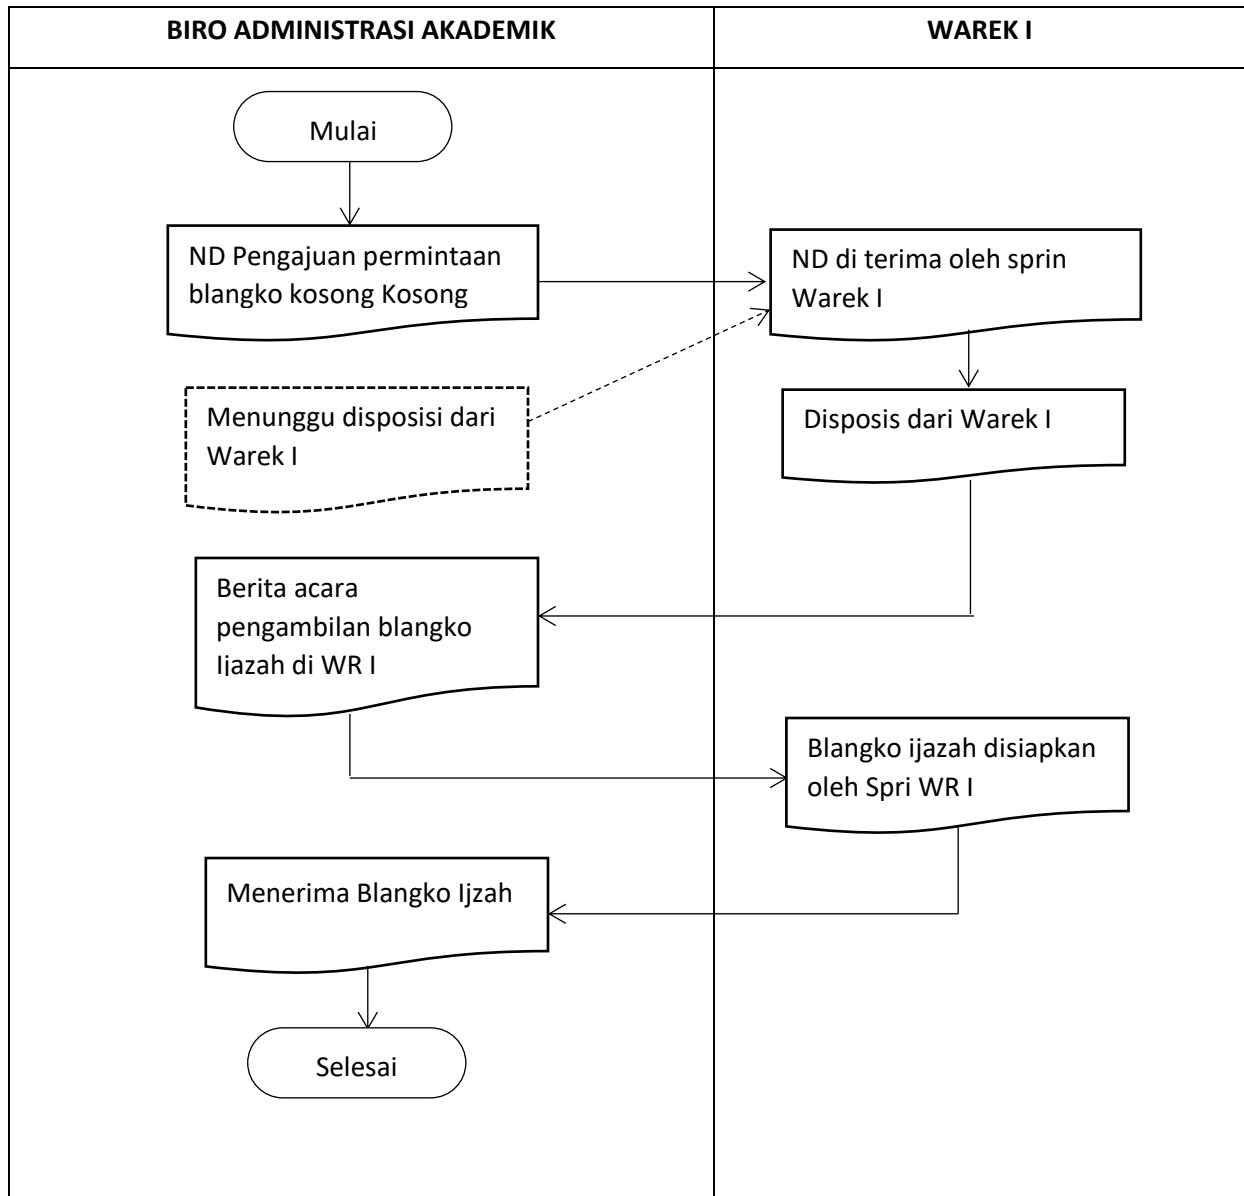 BIRO ADMINISTRASI AKADEMIK
WAREK I
Mulai
ND Pengajuan permintaan
blangko kosong Kosong
ND di terima oleh sprin
Warek I
Menunggu disposisi dari
Warek I
Disposis dari Warek I
Berita acara
pengambilan blangko
Ijazah di WR I
Blangko ijazah disiapkan
oleh Spri WR I
Menerima Blangko Ijzah
Selesai